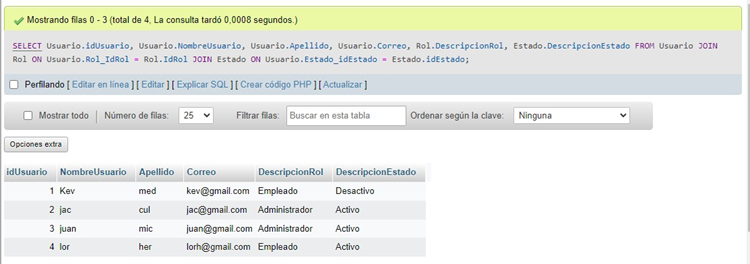 Mostrando filas 0 - 3 (total de 4, La consulta tardó 0,0008 segundos.)
SELECT Usuario.idUsuario, Usuario.NombreUsuario, Usuario.Apellido, Usuario.Correo, Rol.DescripcionRol, Estado.DescripcionEstado FROM Usuario JOIN
Rol ON Usuario.Rol_IdRol = Rol.IdRol JOIN Estado ON Usuario.Estado_idEstado = Estado.idEstado;
Perfilando [ Editar en línea ] [ Editar ] [ Explicar SQL ] [ Crear código PHP ] [ Actualizar ]
Mostrar todo Número de filas: 25 Filtrar filas: Buscar en esta tabla Ordenar según la clave: Ninguna
Opciones extra
idUsuario NombreUsuario Apellido Correo DescripcionRol DescripcionEstado
1 Kev med kev@gmail.com Empleado Desactivo
2 jac cul jac@gmail.com Administrador Activo
3 juan mic juan@gmail.com Administrador Activo
4 lor her lorh@gmail.com Empleado Activo